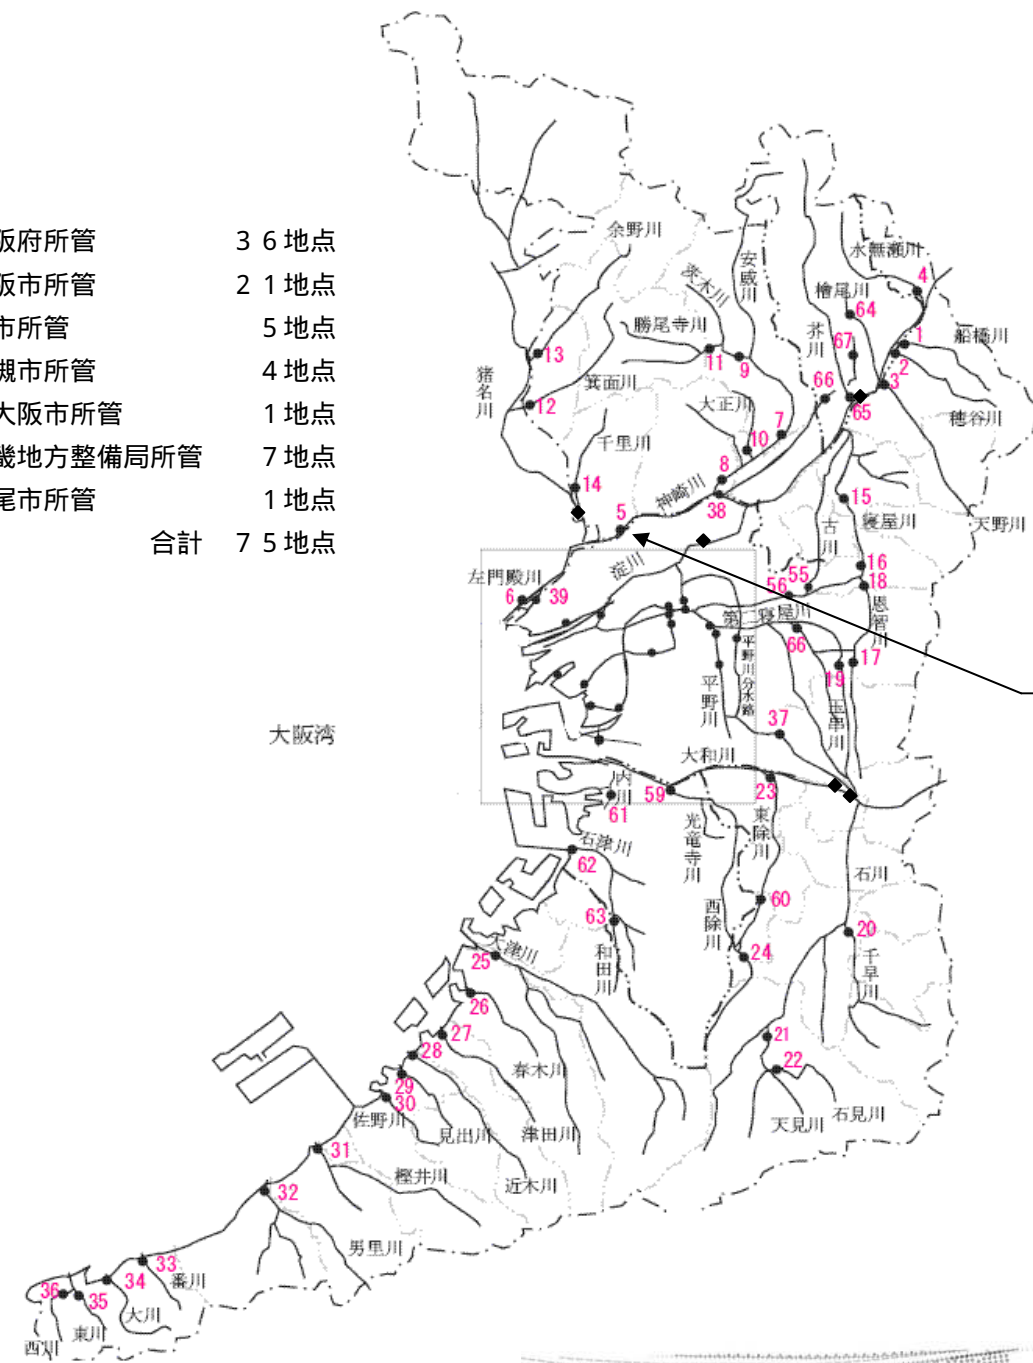 阪府所管 36地点
阪市所管 21地点
市所管 5地点
槻市所管 4地点
大阪市所管 1地点
畿地方整備局所管 7地点
尾市所管 1地点
合計 75地点
余野川
水無瀬川
安威川
茨木川
檜尾川
4
64
勝尾寺川
芥川
1
船橋川
13
11
9
67
2
猪名川
箕面川
66
3
12
大正川
65
穂谷川
千里川
10
7
14
8
神崎川
38
15
寝屋川
天野川
5
古川
淀川
16
左門殿川
55
18
6
39
56
恩智川
第二寝屋川
66
平野川分水路
17
19
平野川
玉串川
37
大阪湾
大和川
内川
59
23
61
光竜寺川
東除川
石津川
62
石川
60
西除川
63
和田川
20
大津川
25
24
千早川
26
27
21
28
22
春木川
29
30
佐野川
石見川
天見川
見出川
津田川
31
樫井川
近木川
32
男里川
33
番川
34
36
35
大川
東川
西川